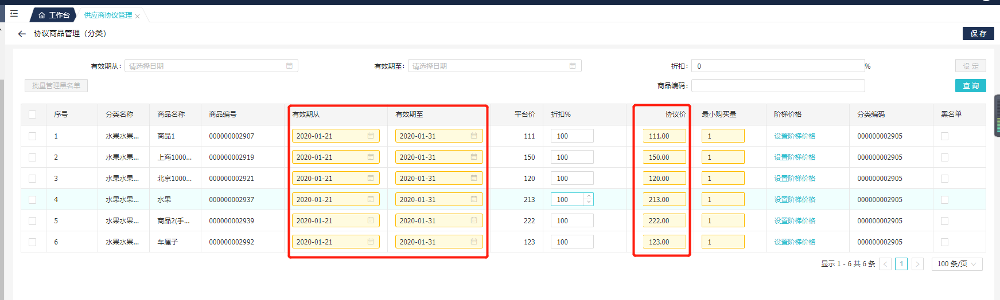 工作台 供应商协议管理
协议商品管理（分类） 保 存
有效期从: 请选择日期 有效期至: 请选择日期 折扣: 0 % 设 定
批量管理黑名单 商品编码: 查 询
序号 分类名称 商品名称 商品编号 有效期从 有效期至 平台价 折扣% 协议价 最小购买量 阶梯价格 分类编码 黑名单
1 水果水果... 商品1 000000002907 2020-01-21 2020-01-31 111 100 111.00 1 设置阶梯价格 000000002905
2 水果水果... 上海1000... 000000002919 2020-01-21 2020-01-31 150 100 150.00 1 设置阶梯价格 000000002905
3 水果水果... 北京1000... 000000002921 2020-01-21 2020-01-31 120 100 120.00 1 设置阶梯价格 000000002905
4 水果水果... 水果 000000002937 2020-01-21 2020-01-31 213 100 213.00 1 设置阶梯价格 000000002905
5 水果水果... 商品2(手... 000000002939 2020-01-21 2020-01-31 222 100 222.00 1 设置阶梯价格 000000002905
6 水果水果... 车厘子 000000002992 2020-01-21 2020-01-31 123 100 123.00 1 设置阶梯价格 000000002905
显示 1 - 6 共 6 条 < 1 > 100 条/页